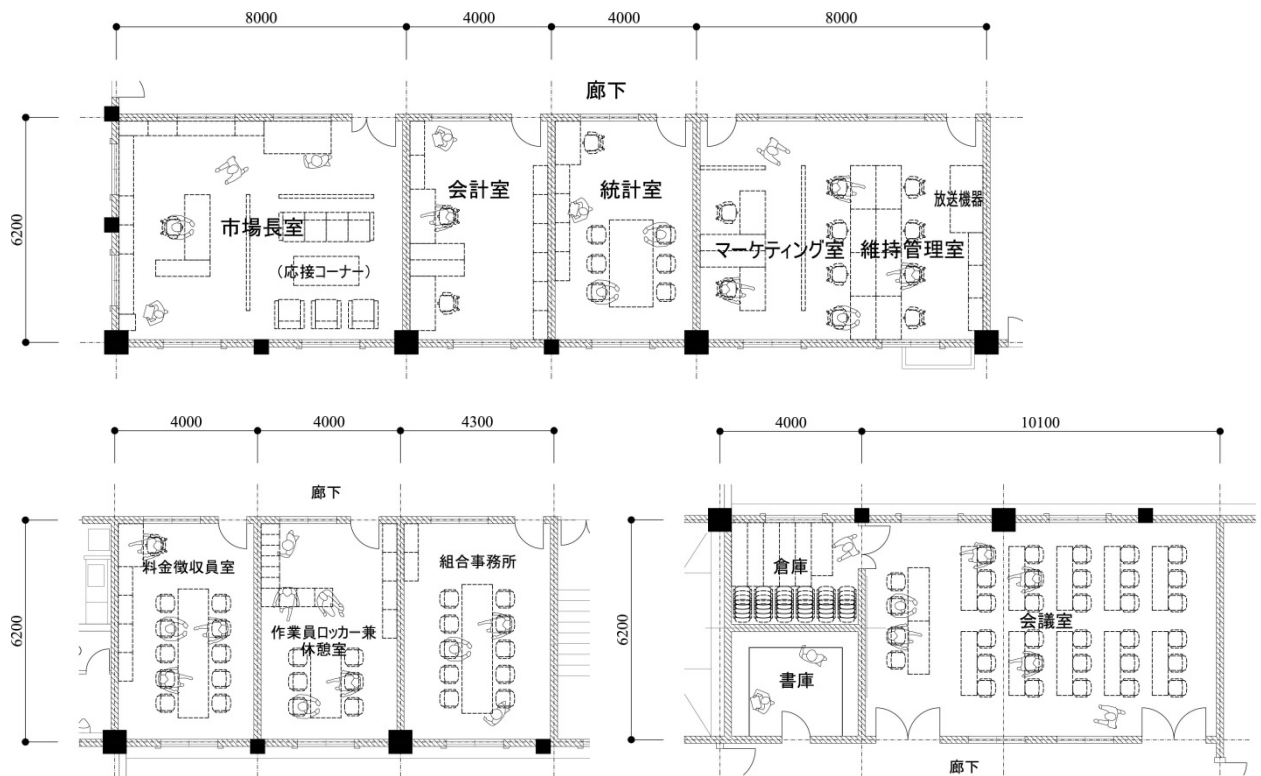 8000
4000
4000
8000
廊下
6200
市場長室
(応接コーナー)
会計室
統計室
マーケティング室
維持管理室
放送機器
4000
4000
4300
廊下
6200
料金徴収員室
作業員ロッカー兼
休憩室
組合事務所
4000
10100
6200
倉庫
書庫
会議室
廊下